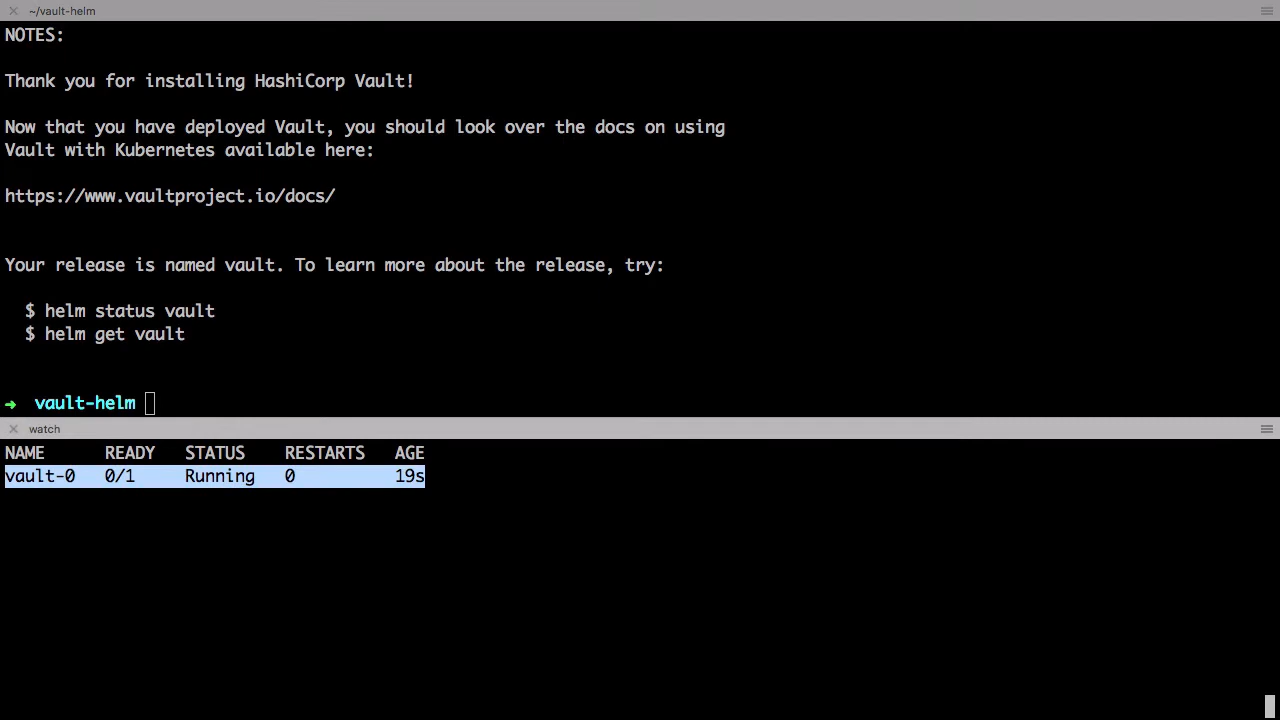 ~/vault-helm
NOTES:
Thank you for installing HashiCorp Vault!
Now that you have deployed Vault, you should look over the docs on using
Vault with Kubernetes available here:
https://www.vaultproject.io/docs/
Your release is named vault. To learn more about the release, try:
$ helm status vault
$ helm get vault
➜ vault-helm
watch
NAME READY STATUS RESTARTS AGE
vault-0 0/1 Running 0 19s